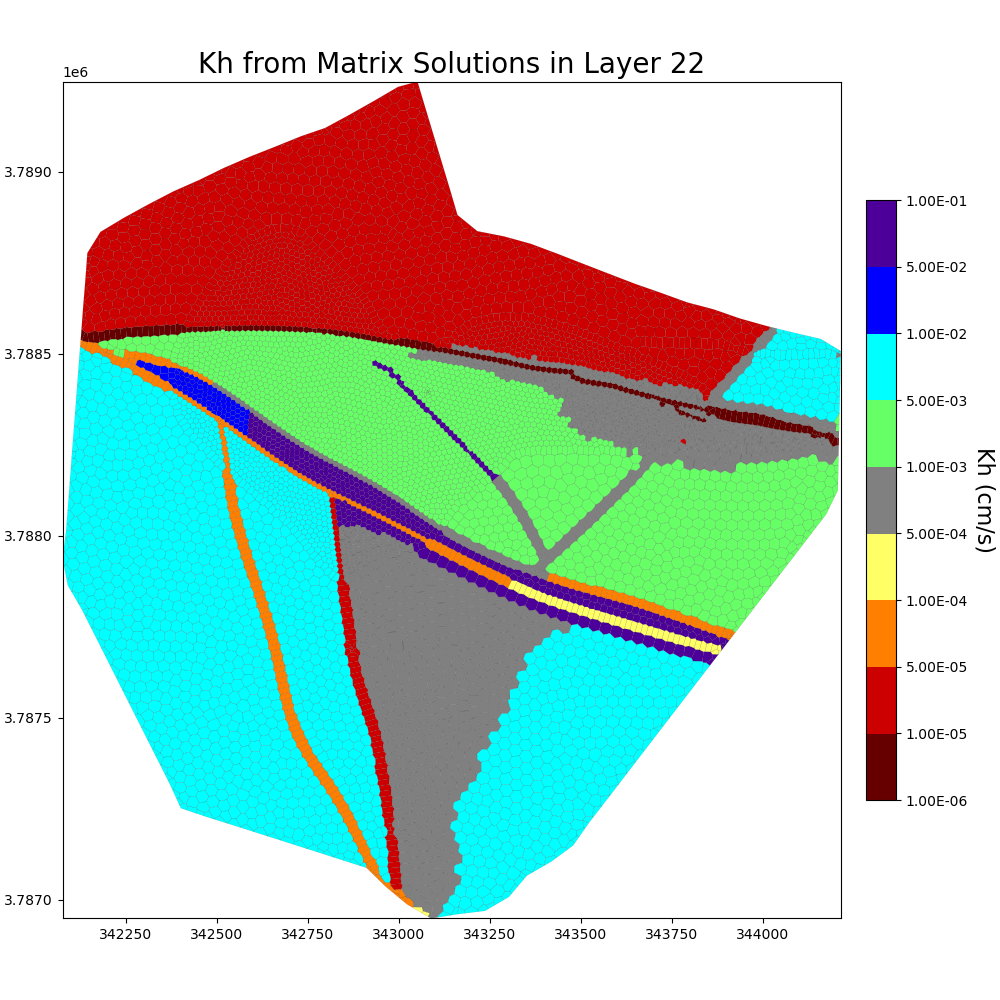 Kh from Matrix Solutions in Layer 22
1e6
3.7890
3.7885
3.7880
3.7875
3.7870
342250 342500 342750 343000 343250 343500 343750 344000
1.00E-01
5.00E-02
1.00E-02
5.00E-03
1.00E-03
5.00E-04
1.00E-04
5.00E-05
1.00E-05
1.00E-06
Kh (cm/s)